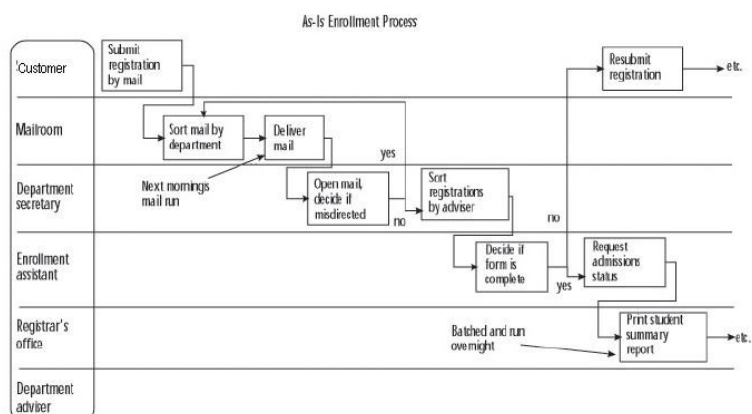 As-Is Enrollment Process
Customer
Submit
registration
by mail
Resubmit
registration
etc.
Mailroom
Sort mail by
department
Deliver
mail
yes
Next mornings
mail run
Department
secretary
Open mail,
decide if
misdirected
no
Sort
registrations
by adviser
no
Enrollment
assistant
Decide if
form is
complete
yes
Request
admissions
status
Registrar's
office
Batched and run
overnight
Print student
summary
report
etc.
Department
adviser